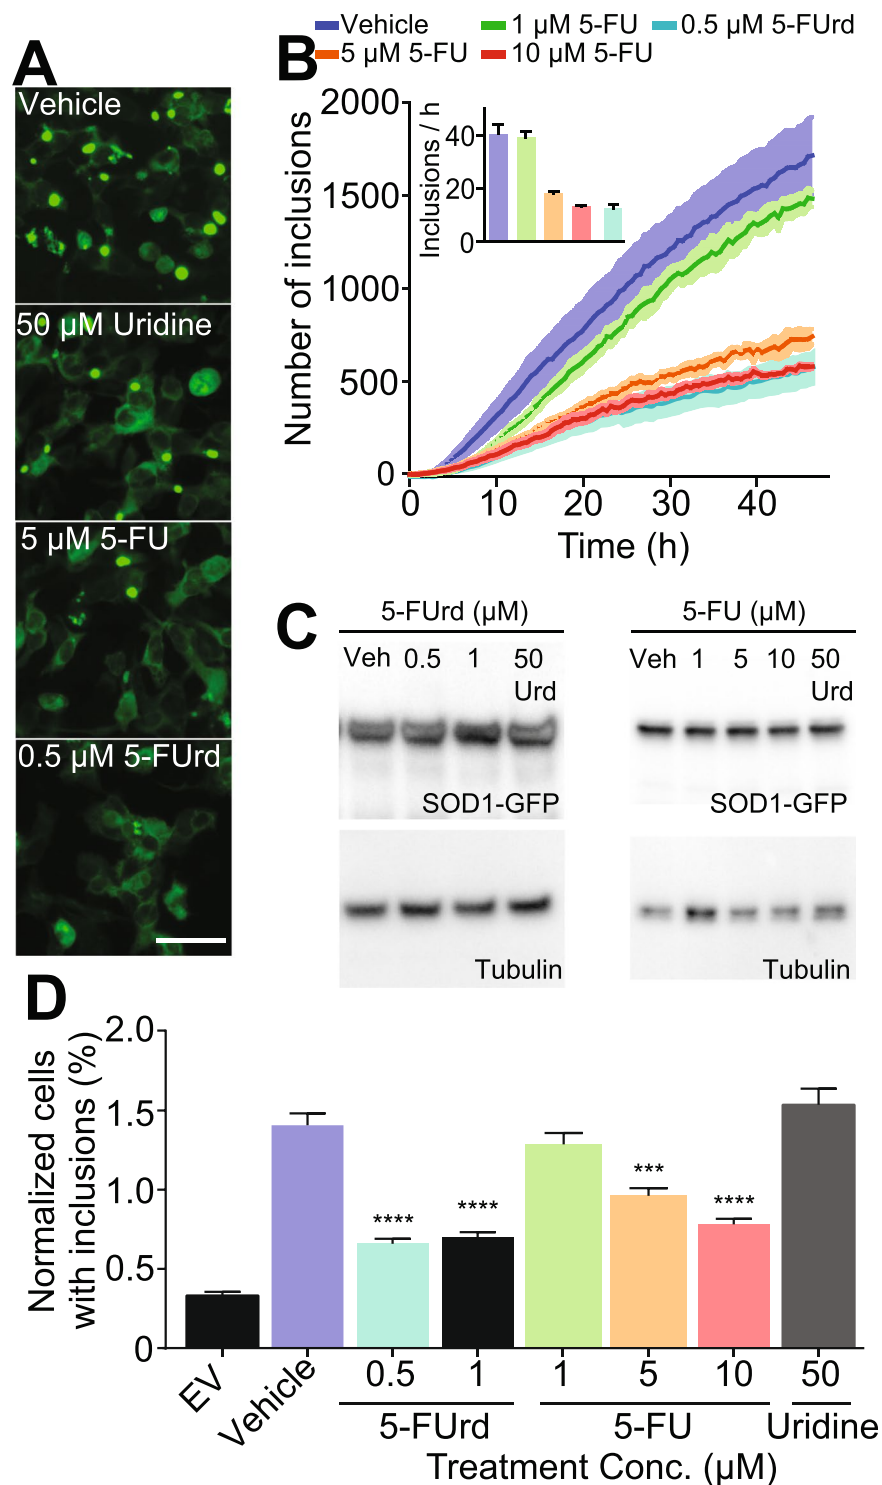 A
Vehicle
50 µM Uridine
5 µM 5-FU
0.5 µM 5-FUrd
B
Vehicle 1 µM 5-FU 0.5 µM 5-FUrd
5 µM 5-FU 10 µM 5-FU
Number of inclusions
2000
1500
1000
500
0
Inclusions / h
40
20
0
0 10 20 30 40
Time (h)
C
5-FUrd (µM)
Veh 0.5 1 50
Urd
SOD1-GFP
Tubulin
5-FU (µM)
Veh 1 5 10 50
Urd
SOD1-GFP
Tubulin
D
Normalized cells
with inclusions (%)
2.0
1.5
1.0
0.5
0
**** **** *** ****
EV Vehicle 0.5 1 1 5 10 50
5-FUrd 5-FU Uridine
Treatment Conc. (µM)